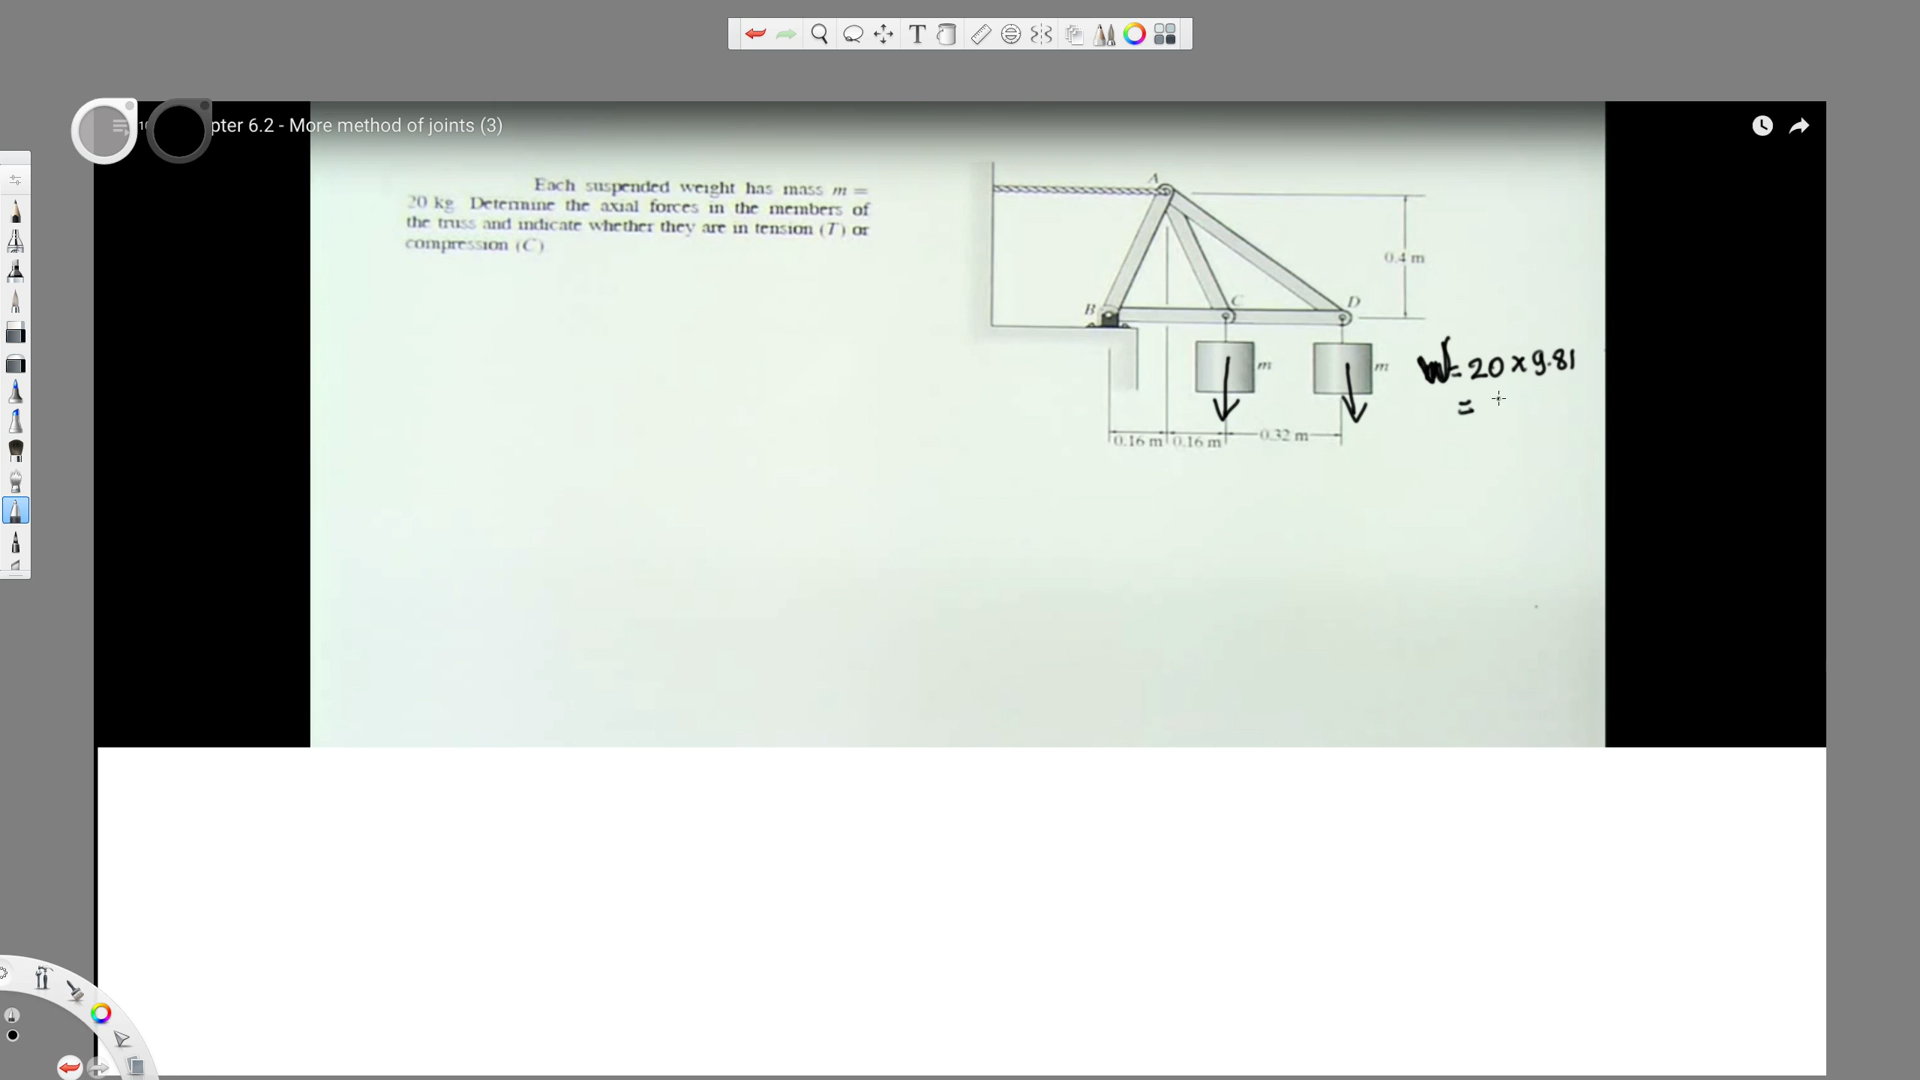 pter 6.2 - More method of joints (3)
Each suspended weight has mass m =
20 kg Determine the axial forces in the members of
the truss and indicate whether they are in tension (T) or
compression (C)
A
0.4 m
B
C
D
m
m
W = 20 × 9.81
=
0.16 m 0.16 m 0.32 m